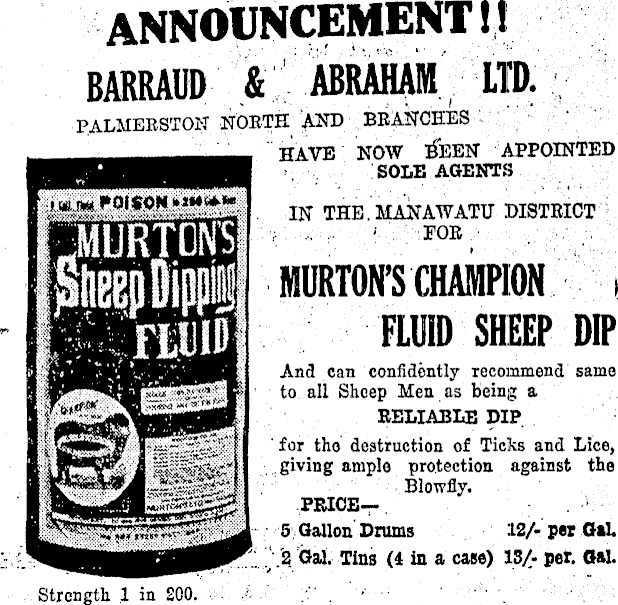 ANNOUNCEMENT!!
BARRAUD & ABRAHAM LTD.
PALMERSTON NORTH AND BRANCHES
HAVE NOW BEEN APPOINTED
SOLE AGENTS
IN THE MANAWATU DISTRICT
FOR
MURTON'S CHAMPION
FLUID SHEEP DIP
And can confidently recommend same
to all Sheep Men as being a
RELIABLE DIP
for the destruction of Ticks and Lice,
giving ample protection against the
Blowfly.
PRICE—
5 Gallon Drums 12/- per Gal.
2 Gal. Tins (4 in a case) 13/- per. Gal.
POISON
MURTON'S
Sheep Dipping
FLUID
Strength 1 in 200.